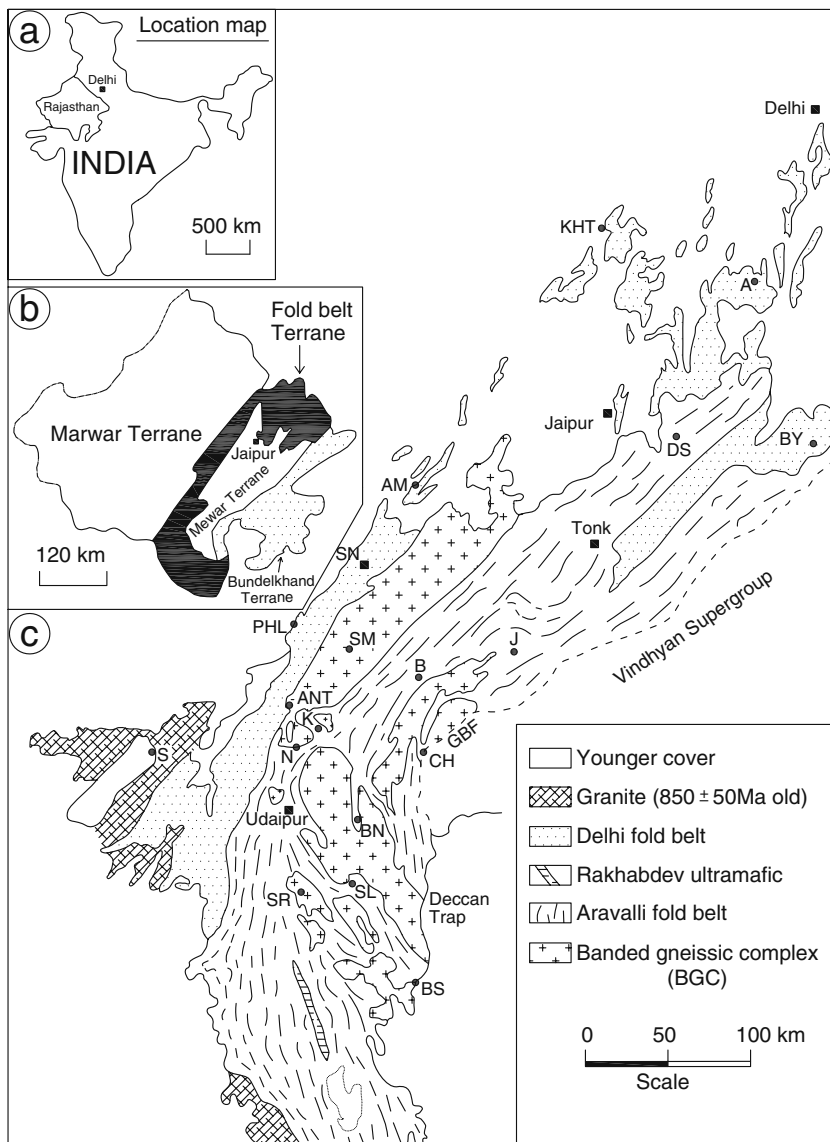 a
Location map
Delhi
Rajasthan
INDIA
500 km
b
Fold belt
Terrane
Marwar Terrane
Jaipur
Mewar Terrane
120 km
Bundelkhand
Terrane
c
Delhi
KHT
A
Jaipur
DS
BY
AM
Tonk
SN
PHL
SM
J
B
Vindhyan Supergroup
ANT
K
GBF
S
N
CH
Udaipur
BN
SL
SR
Deccan
Trap
BS
Younger cover
Granite (850 ± 50Ma old)
Delhi fold belt
Rakhabdev ultramafic
Aravalli fold belt
Banded gneissic complex
(BGC)
0 50 100 km
Scale